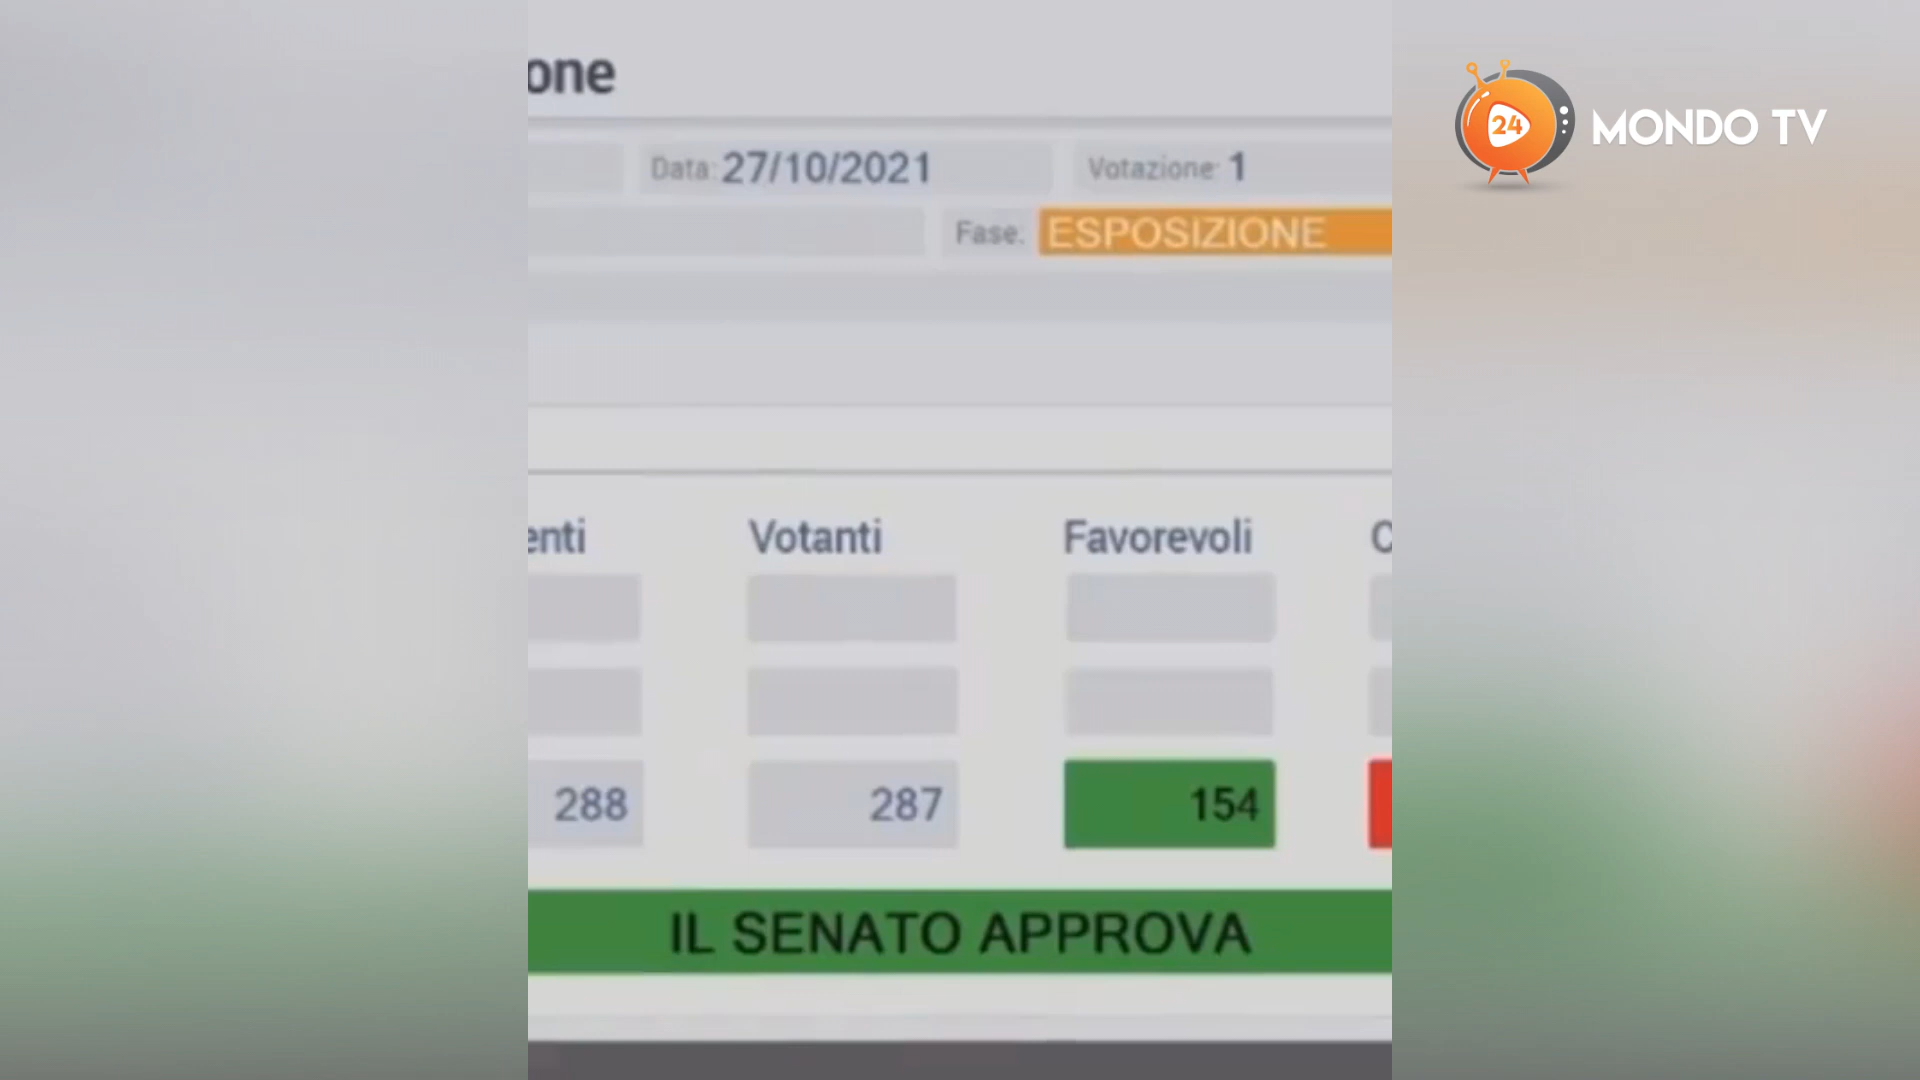 one
24 MONDO TV
Data: 27/10/2021 Votazione: 1
Fase. ESPOSIZIONE
enti Votanti Favorevoli C
288 287 154
IL SENATO APPROVA